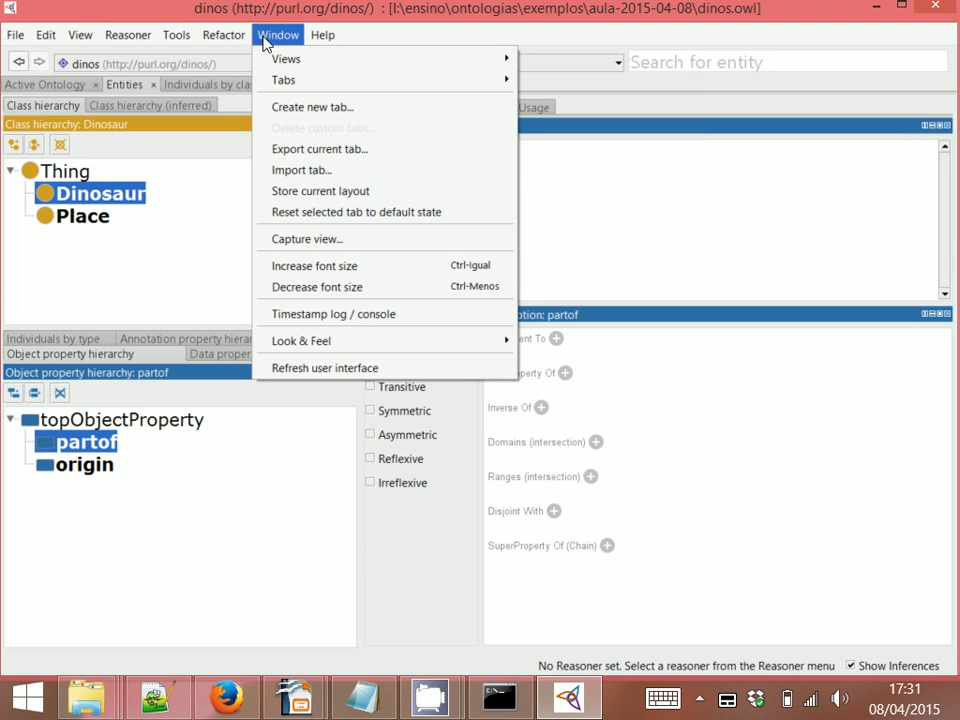 dinos (http://purl.org/dinos/) : [I:\ensino\ontologias\exemplos\aula-2015-04-08\dinos.owl]
File Edit View Reasoner Tools Refactor Window Help
dinos (http://purl.org/dinos/)
Search for entity
Active Ontology × Entities × Individuals by cla
Class hierarchy Class hierarchy (inferred)
Usage
Class hierarchy: Dinosaur
Thing
Dinosaur
Place
Views
Tabs
Create new tab...
Delete custom tabs...
Export current tab...
Import tab...
Store current layout
Reset selected tab to default state
Capture view...
Increase font size Ctrl-Igual
Decrease font size Ctrl-Menos
Timestamp log / console
Look & Feel
Refresh user interface
Individuals by type Annotation property hierar
Object property hierarchy Data proper
Object property hierarchy: partof
topObjectProperty
partof
origin
Transitive
Symmetric
Asymmetric
Reflexive
Irreflexive
ption: partof
ent To
operty Of
Inverse Of
Domains (intersection)
Ranges (intersection)
Disjoint With
SuperProperty Of (Chain)
No Reasoner set. Select a reasoner from the Reasoner menu Show Inferences
17:31
08/04/2015